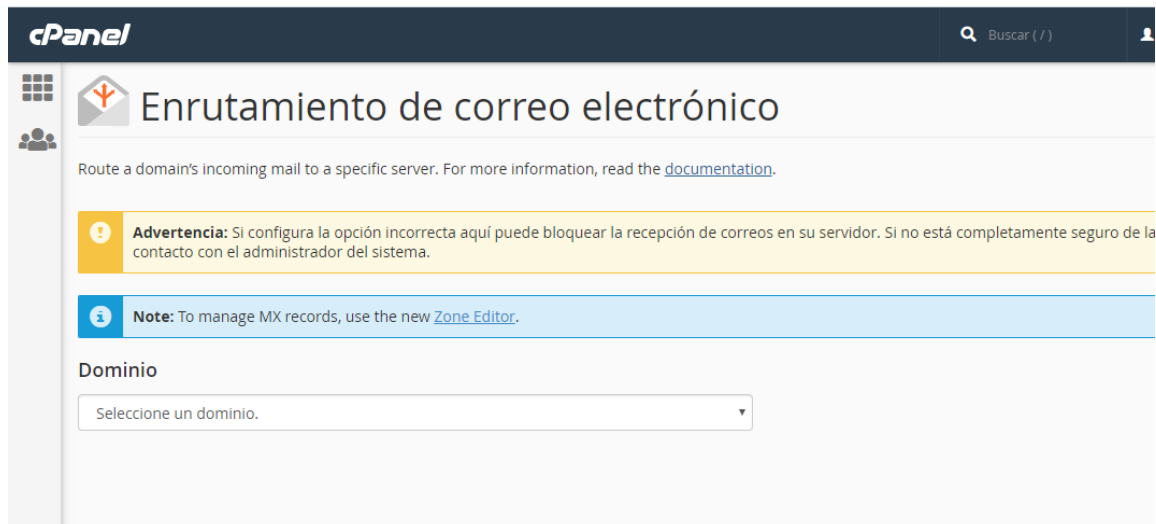 cPanel
Buscar ( / )
Enrutamiento de correo electrónico
Route a domain's incoming mail to a specific server. For more information, read the documentation.
Advertencia: Si configura la opción incorrecta aquí puede bloquear la recepción de correos en su servidor. Si no está completamente seguro de la
contacto con el administrador del sistema.
Note: To manage MX records, use the new Zone Editor.
Dominio
Seleccione un dominio.